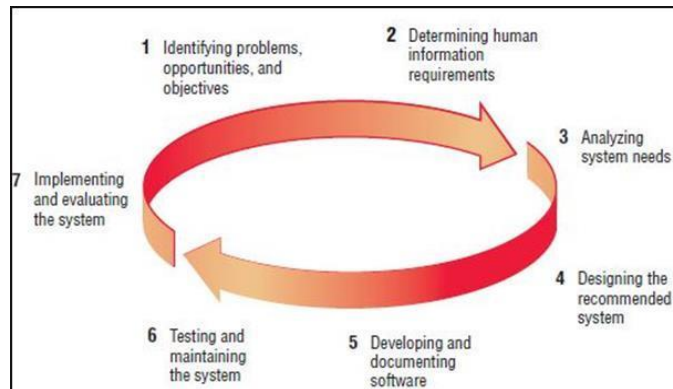 1 Identifying problems,
opportunities, and
objectives
2 Determining human
information
requirements
3 Analyzing
system needs
4 Designing the
recommended
system
5 Developing and
documenting
software
6 Testing and
maintaining
the system
7 Implementing
and evaluating
the system